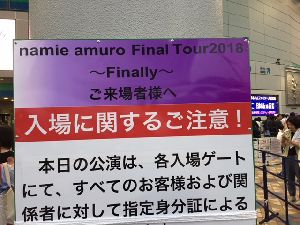 namie amuro Final Tour2018
～Finally～
ご来場者様へ
入場に関するご注意！
本日の公演は、各入場ゲート
にて、すべてのお客様および関
係者に対して指定身分証による